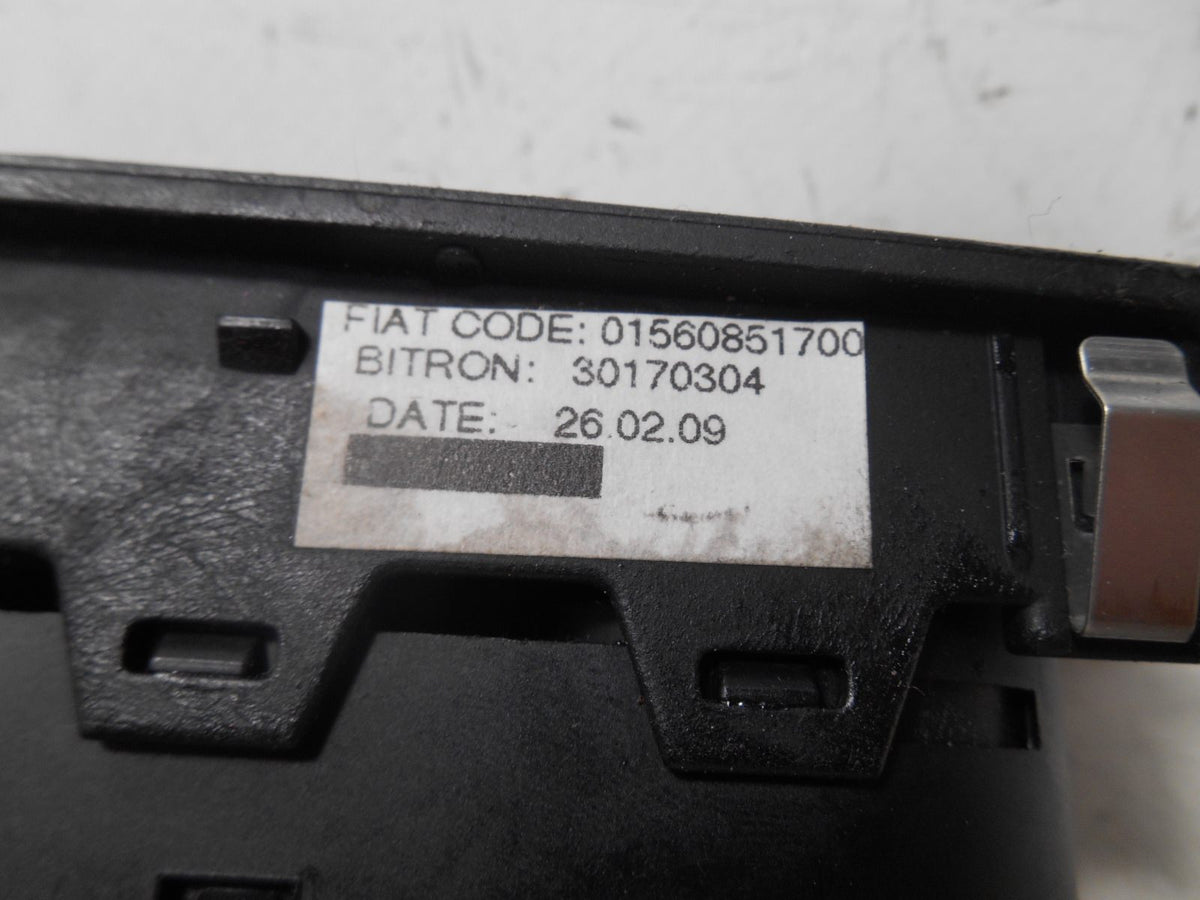 FIAT CODE: 01560851700
BITRON: 30170304
DATE: 26.02.09